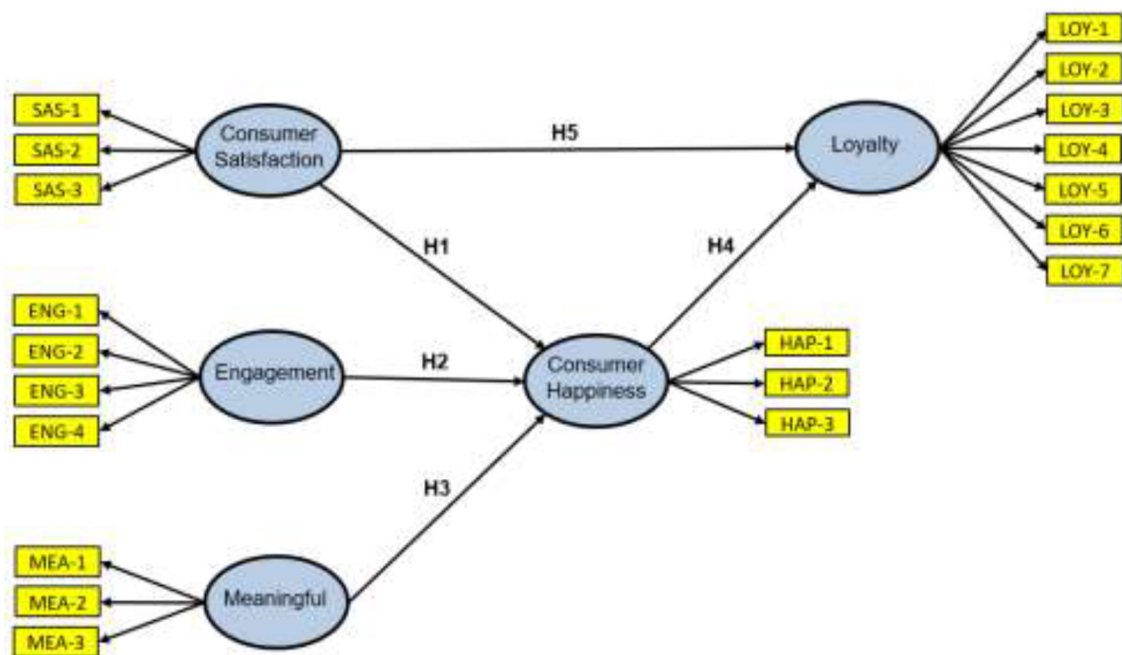 LOY-1
LOY-2
LOY-3
LOY-4
LOY-5
LOY-6
LOY-7
SAS-1
SAS-2
SAS-3
Consumer
Satisfaction
H5
Loyalty
H1
H4
ENG-1
ENG-2
ENG-3
ENG-4
Engagement
H2
Consumer
Happiness
HAP-1
HAP-2
HAP-3
H3
MEA-1
MEA-2
MEA-3
Meaningful